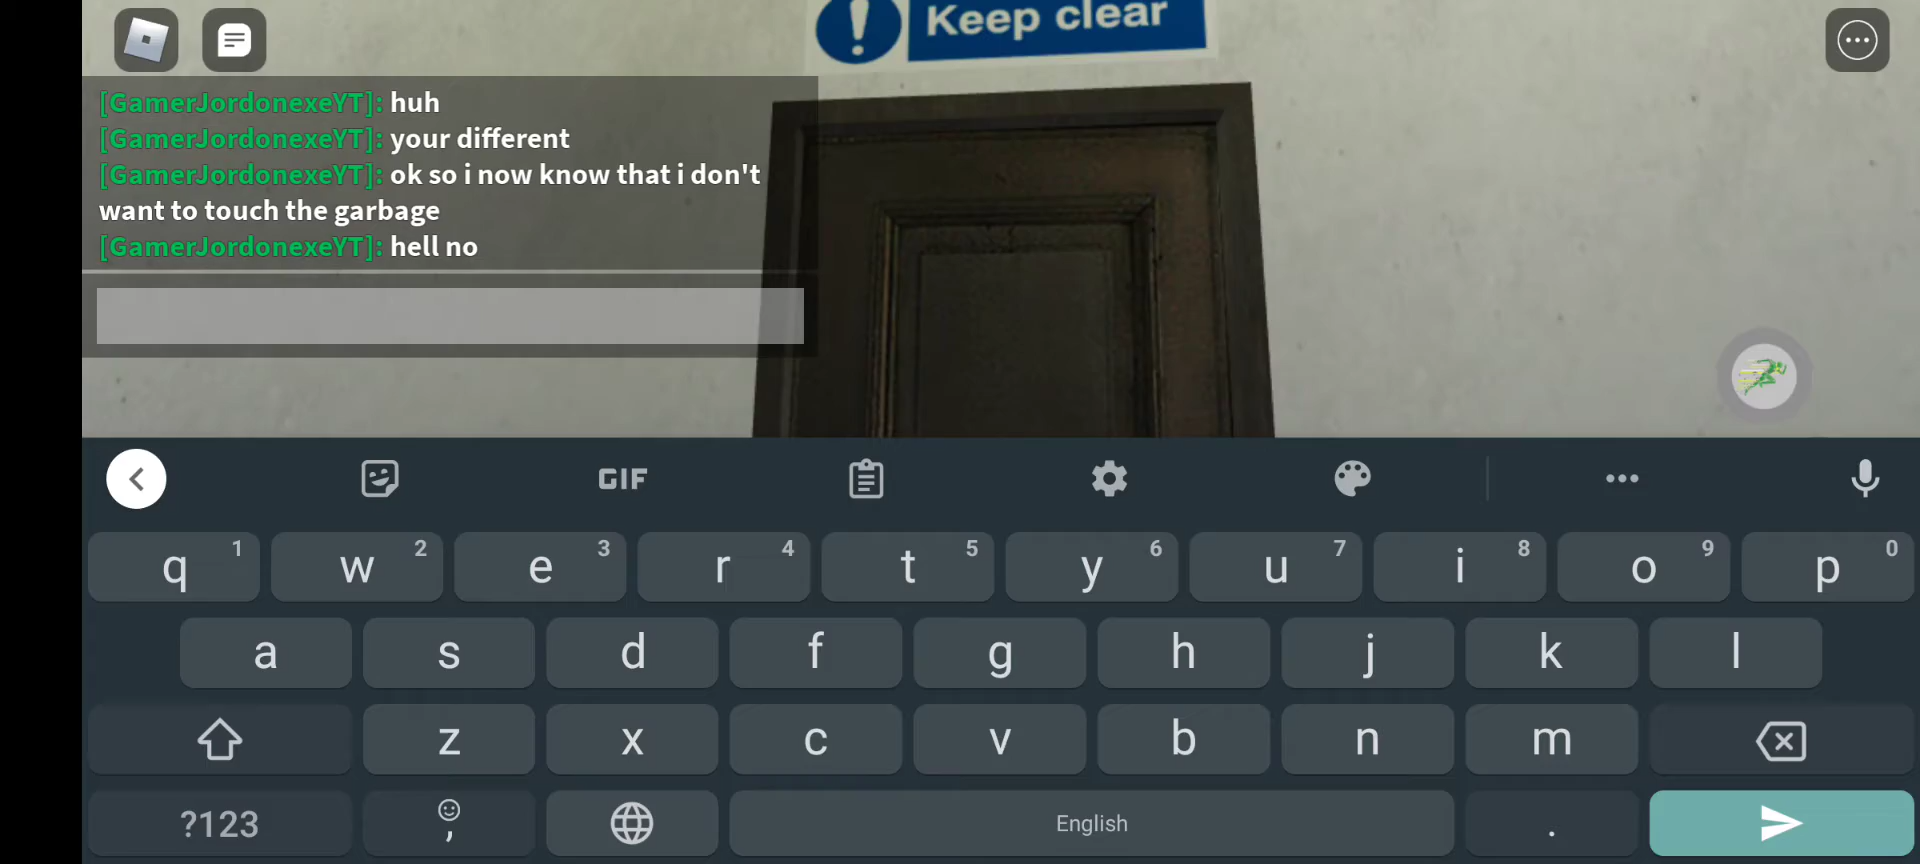 Keep clear
[GamerJordonexeYT]: huh
[GamerJordonexeYT]: your different
[GamerJordonexeYT]: ok so i now know that i don't
want to touch the garbage
[GamerJordonexeYT]: hell no
GIF
q 1 w 2 e 3 r 4 t 5 y 6 u 7 i 8 o 9 p 0
a s d f g h j k l
z x c v b n m
?123 , English .